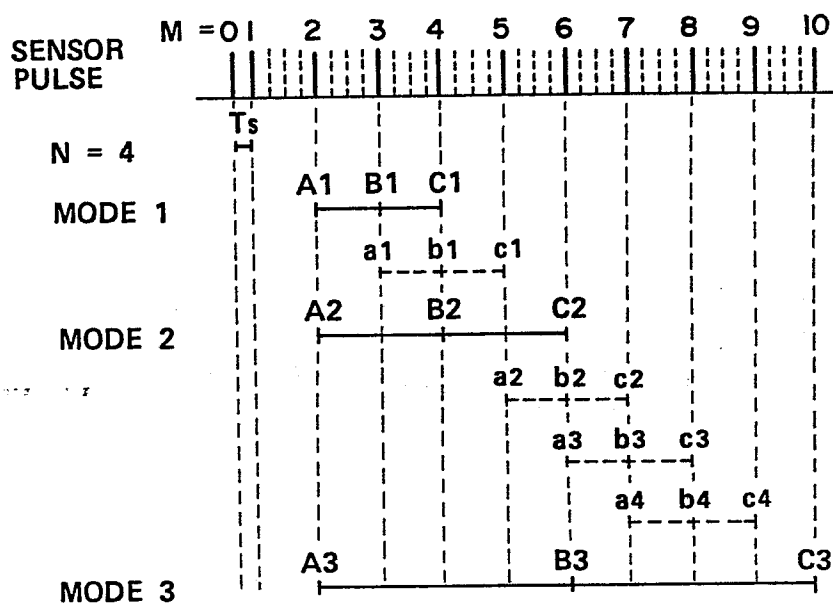 M = 0 1 2 3 4 5 6 7 8 9 10
SENSOR
PULSE
Ts
N = 4
A1 B1 C1
MODE 1
a1 b1 c1
A2 B2 C2
MODE 2
a2 b2 c2
a3 b3 c3
a4 b4 c4
A3 B3 C3
MODE 3